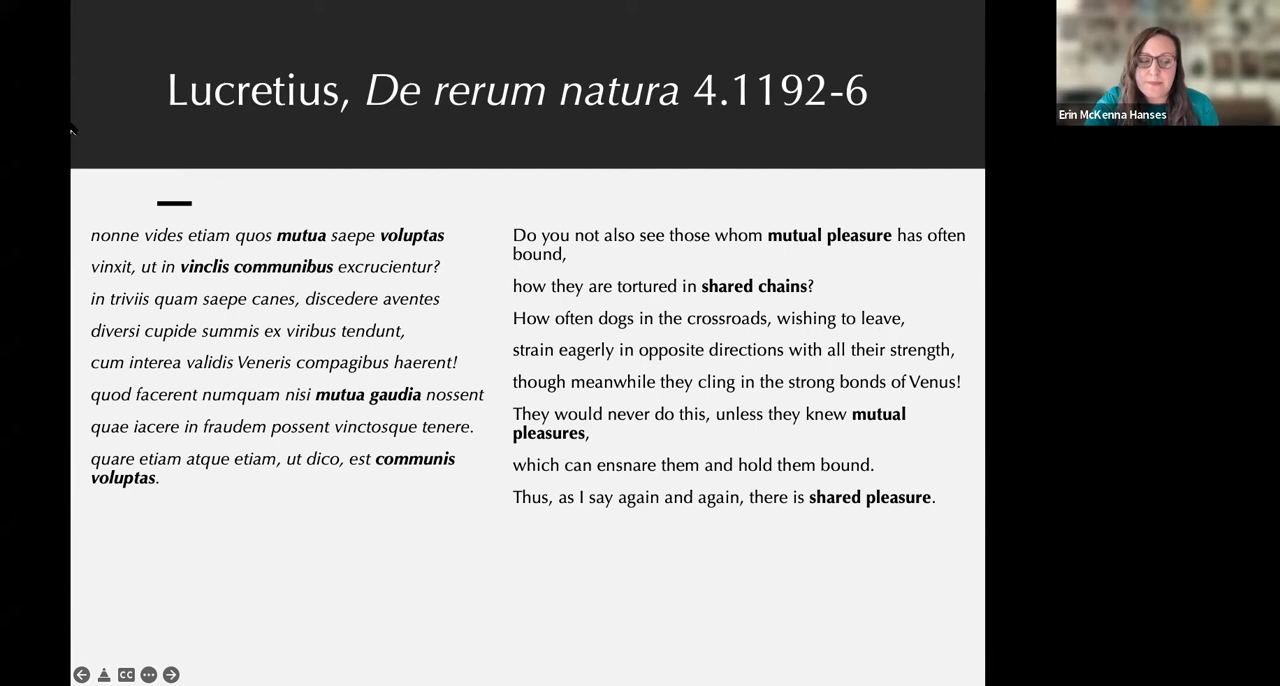 Lucretius, De rerum natura 4.1192-6
Erin McKenna Hanses
nonne vides etiam quos mutua saepe voluptas
vinxit, ut in vinclis communibus excrucientur?
in triviis quam saepe canes, discedere aventes
diversi cupide summis ex viribus tendunt,
cum interea validis Veneris compagibus haerent!
quod facerent numquam nisi mutua gaudia nossent
quae iacere in fraudem possent vinctosque tenere.
quare etiam atque etiam, ut dico, est communis
voluptas.
Do you not also see those whom mutual pleasure has often
bound,
how they are tortured in shared chains?
How often dogs in the crossroads, wishing to leave,
strain eagerly in opposite directions with all their strength,
though meanwhile they cling in the strong bonds of Venus!
They would never do this, unless they knew mutual
pleasures,
which can ensnare them and hold them bound.
Thus, as I say again and again, there is shared pleasure.
CC